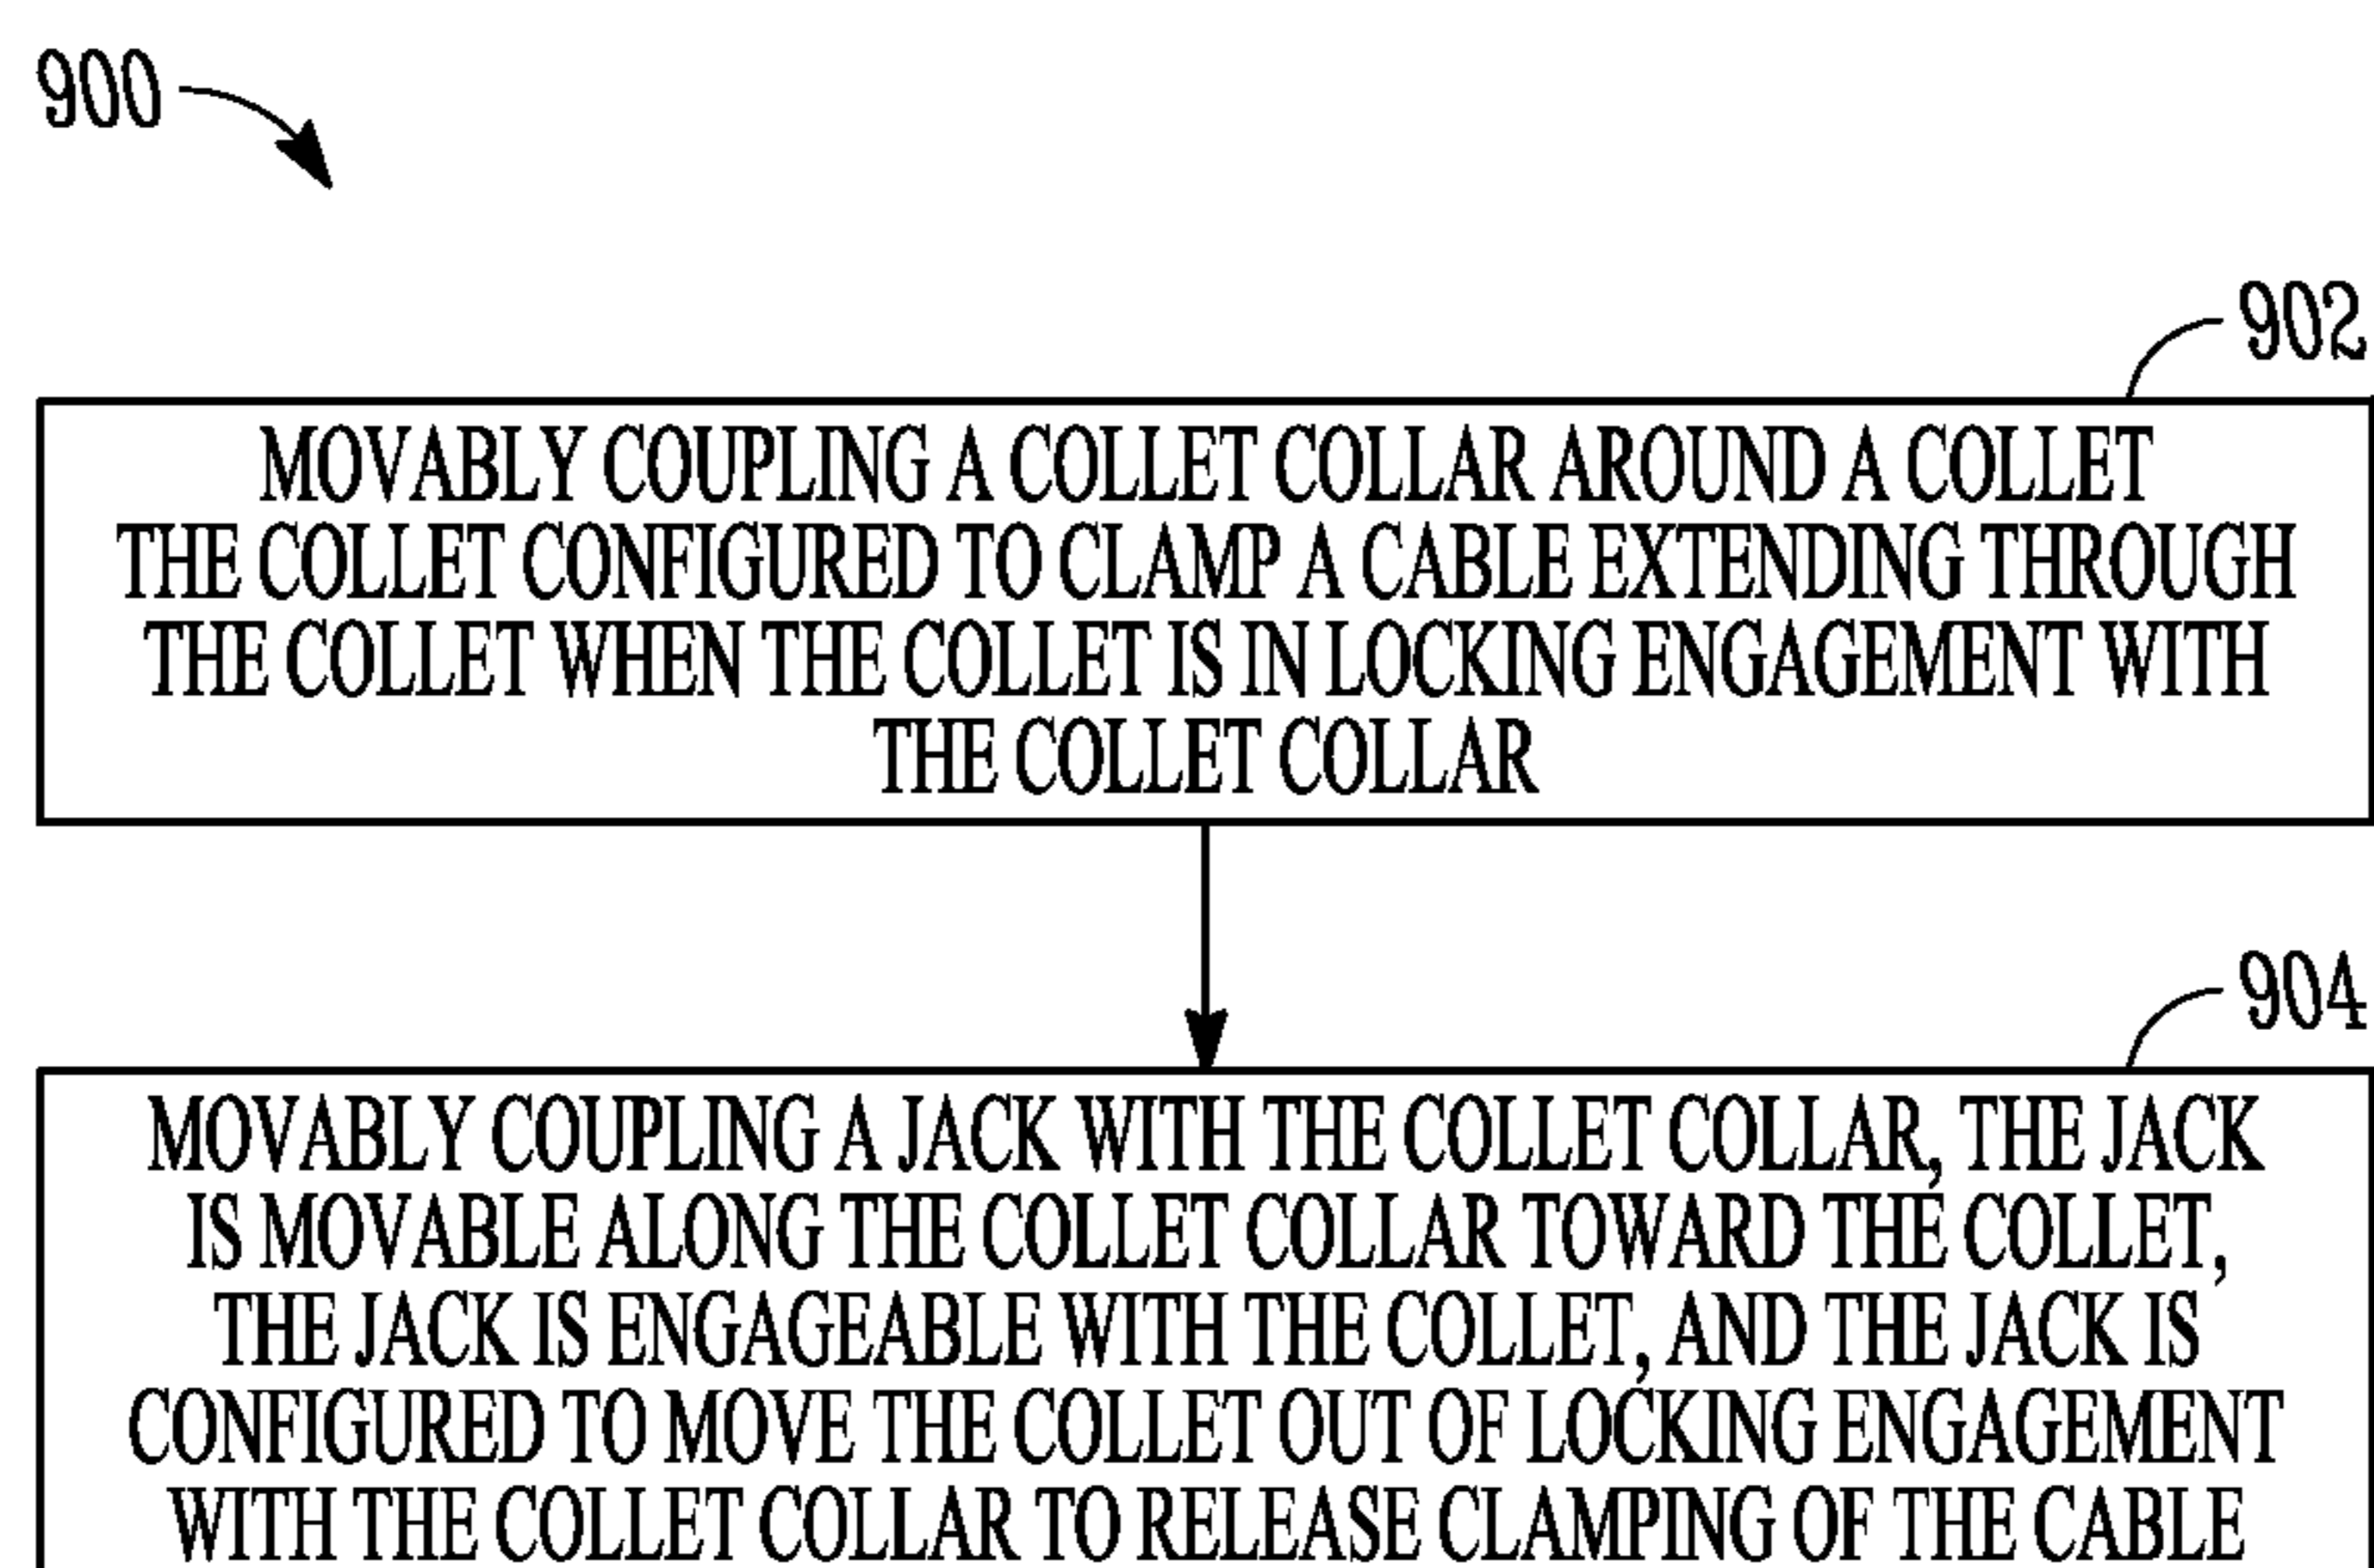 900
902
MOVABLY COUPLING A COLLET COLLAR AROUND A COLLET
THE COLLET CONFIGURED TO CLAMP A CABLE EXTENDING THROUGH
THE COLLET WHEN THE COLLET IS IN LOCKING ENGAGEMENT WITH
THE COLLET COLLAR
904
MOVABLY COUPLING A JACK WITH THE COLLET COLLAR, THE JACK
IS MOVABLE ALONG THE COLLET COLLAR TOWARD THE COLLET,
THE JACK IS ENGAGEABLE WITH THE COLLET, AND THE JACK IS
CONFIGURED TO MOVE THE COLLET OUT OF LOCKING ENGAGEMENT
WITH THE COLLET COLLAR TO RELEASE CLAMPING OF THE CABLE